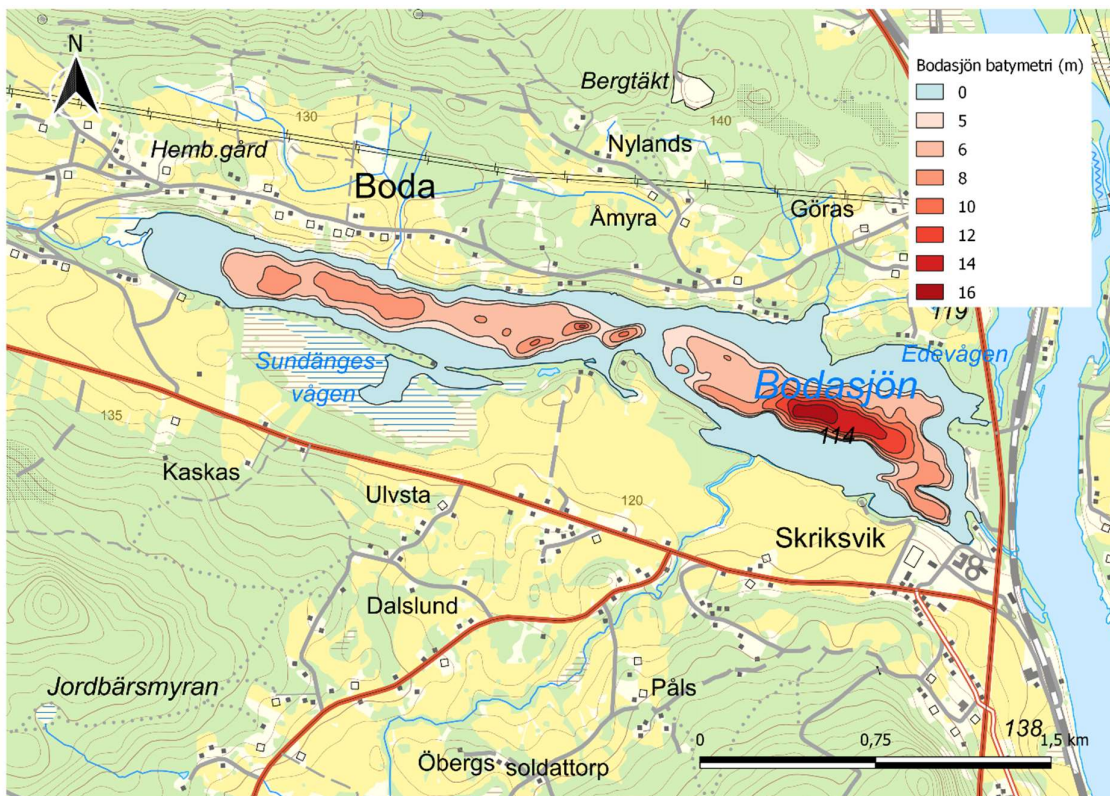 N
Bodasjön batymetri (m)
0
5
6
8
10
12
14
16
Bergtäkt
140
130
Nylands
Hemb.gård
Boda
Åmyra
Göras
119
Edevågen
Sundänges-
vågen
Bodasjön
114
135
Kaskas
Ulvsta
120
Skriksvik
Dalslund
Jordbärsmyran
Påls
138
Öbergs soldattorp
0
0,75
1,5 km